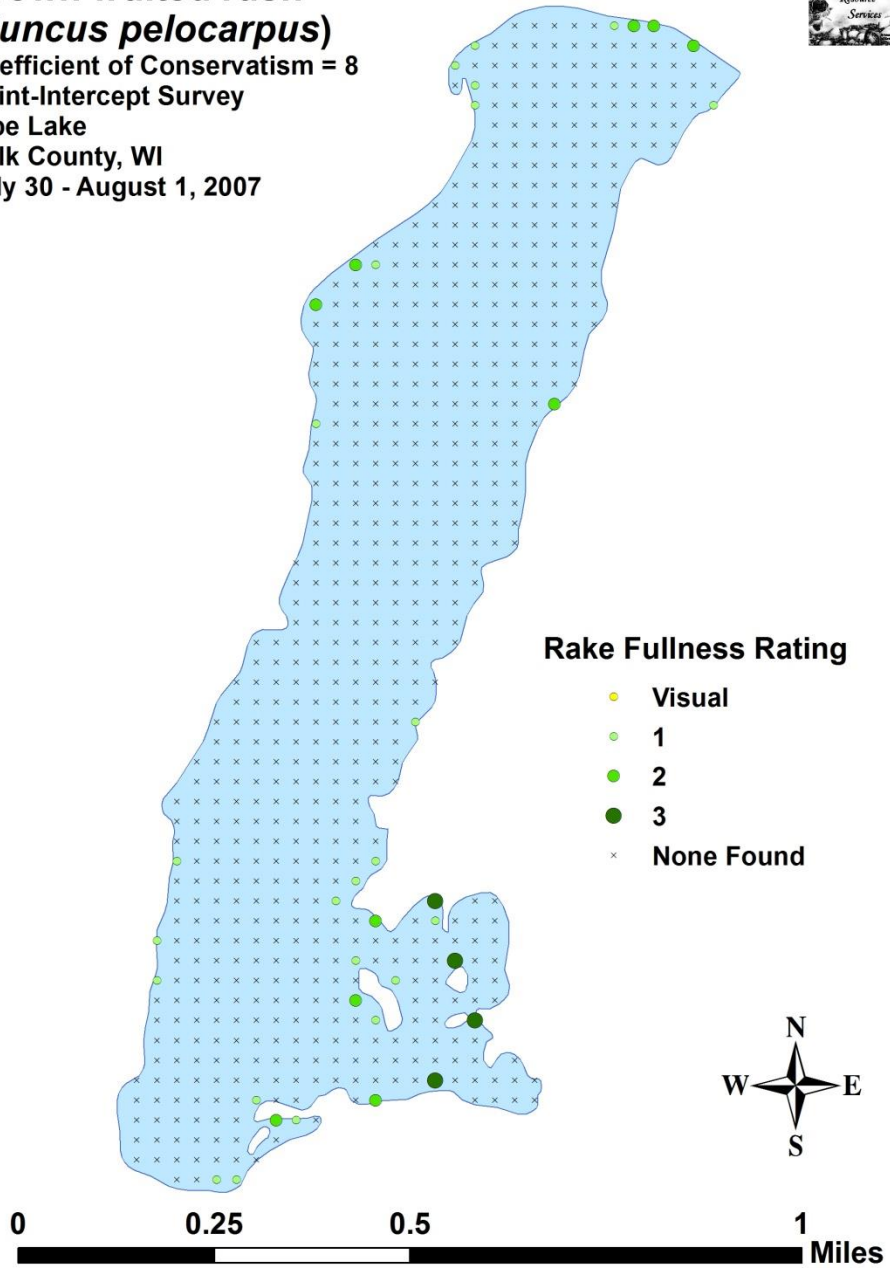 uncus pelocarpus)
efficient of Conservatism = 8
int-Intercept Survey
pe Lake
lk County, WI
ly 30 - August 1, 2007
Resource
Services
Rake Fullness Rating
Visual
1
2
3
None Found
N
W E
S
0 0.25 0.5 1
Miles